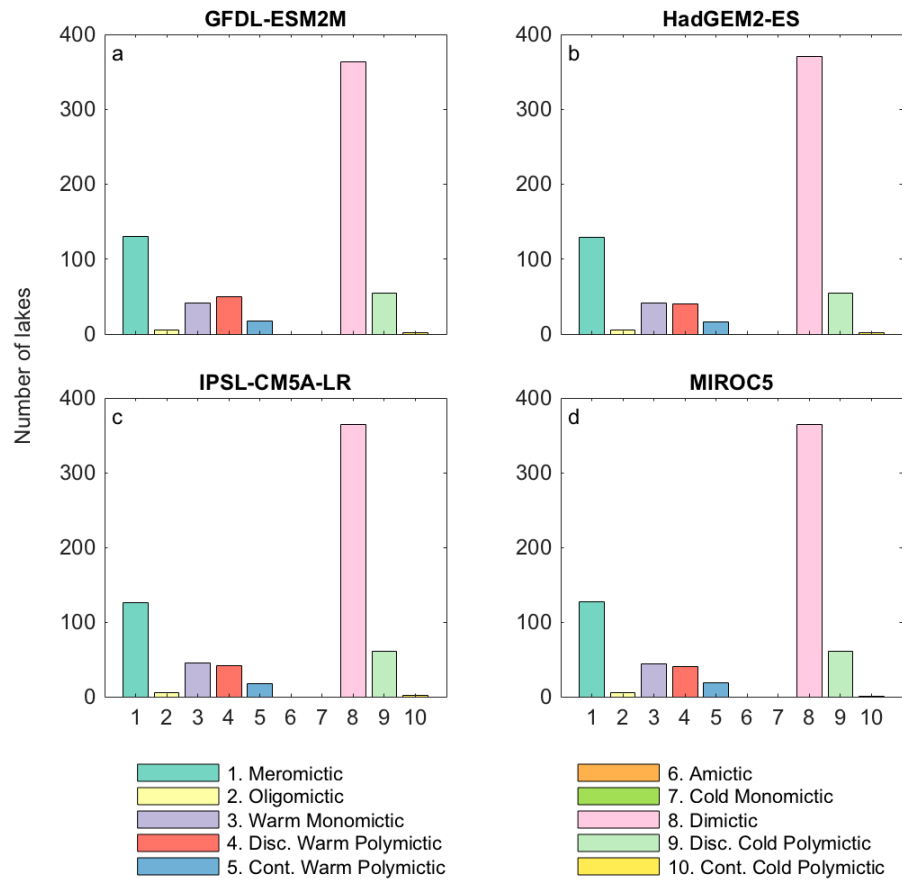 GFDL-ESM2M
HadGEM2-ES
a
b
400
300
200
100
0
400
300
200
100
0
Number of lakes
IPSL-CM5A-LR
MIROC5
c
d
400
300
200
100
0
400
300
200
100
0
1 2 3 4 5 6 7 8 9 10
1 2 3 4 5 6 7 8 9 10
1. Meromictic
2. Oligomictic
3. Warm Monomictic
4. Disc. Warm Polymictic
5. Cont. Warm Polymictic
6. Amictic
7. Cold Monomictic
8. Dimictic
9. Disc. Cold Polymictic
10. Cont. Cold Polymictic